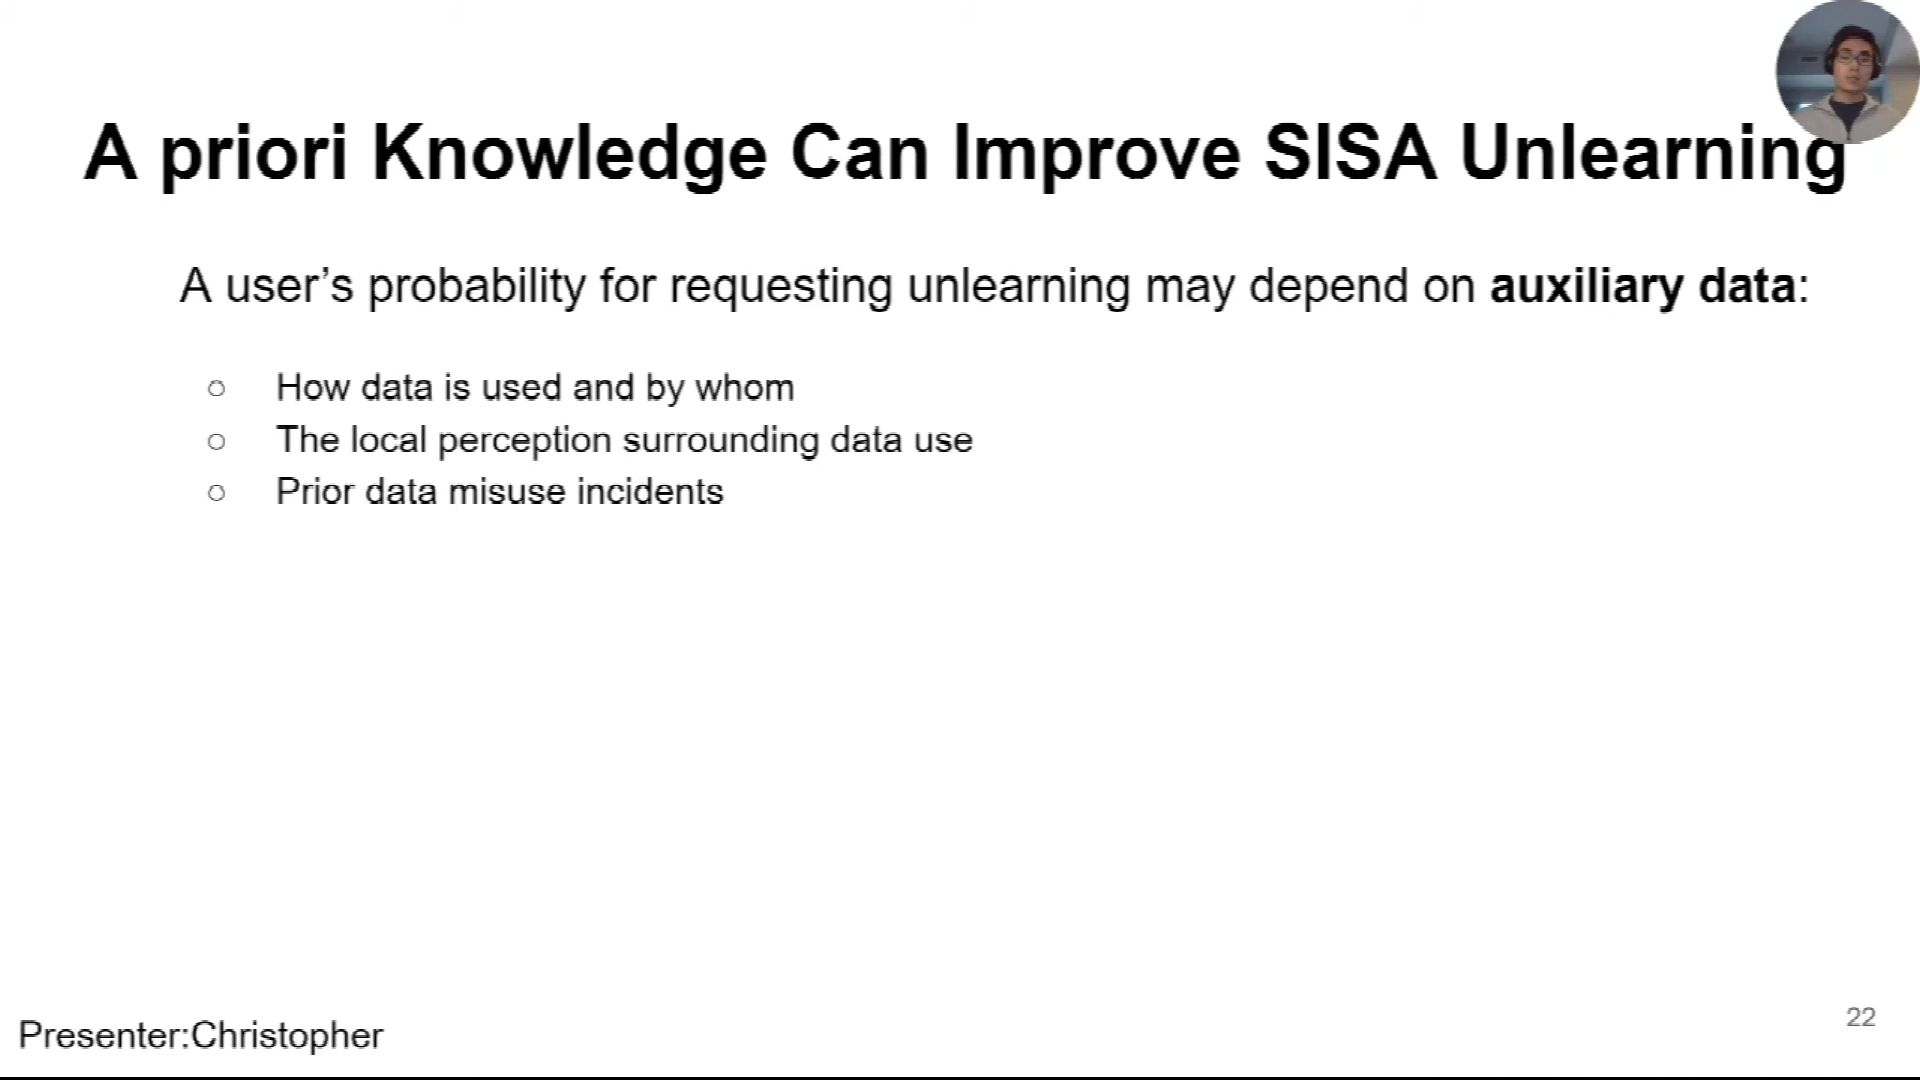 A priori Knowledge Can Improve SISA Unlearning
A user’s probability for requesting unlearning may depend on auxiliary data:
○ How data is used and by whom
○ The local perception surrounding data use
○ Prior data misuse incidents
22
Presenter:Christopher